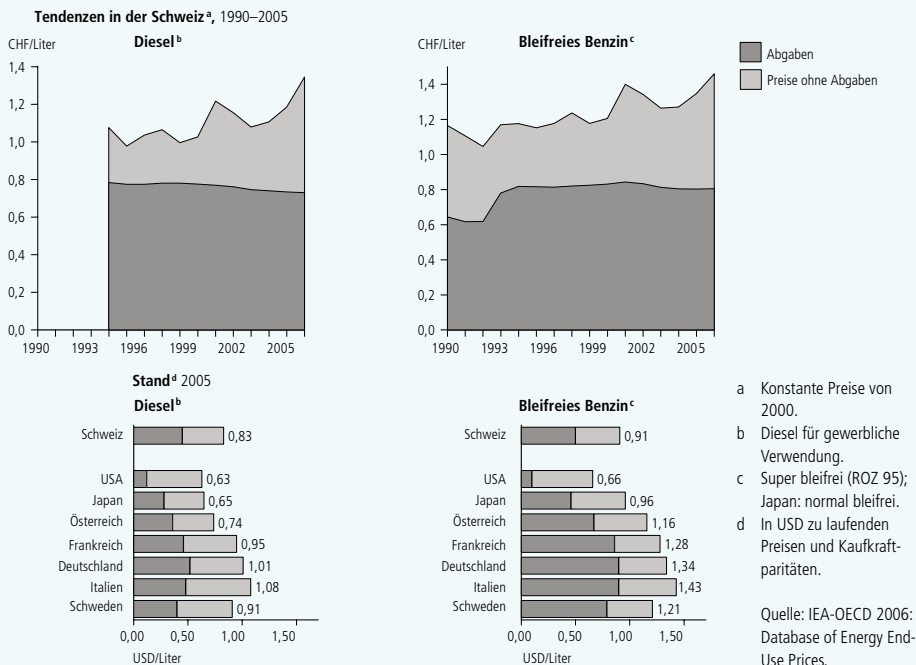 Tendenzen in der Schweizᵃ, 1990–2005
CHF/Liter
Dieselᵇ
1,4
1,2
1,0
0,8
0,6
0,4
0,2
0,0
1990 1993 1996 1999 2002 2005
CHF/Liter
Bleifreies Benzinᶜ
1,4
1,2
1,0
0,8
0,6
0,4
0,2
0,0
1990 1993 1996 1999 2002 2005
Abgaben
Preise ohne Abgaben
Standᵈ 2005
Dieselᵇ
Schweiz 0,83
USA 0,63
Japan 0,65
Österreich 0,74
Frankreich 0,95
Deutschland 1,01
Italien 1,08
Schweden 0,91
0,00 0,50 1,00 1,50
USD/Liter
Bleifreies Benzinᶜ
Schweiz 0,91
USA 0,66
Japan 0,96
Österreich 1,16
Frankreich 1,28
Deutschland 1,34
Italien 1,43
Schweden 1,21
0,00 0,50 1,00 1,50
USD/Liter
a Konstante Preise von
2000.
b Diesel für gewerbliche
Verwendung.
c Super bleifrei (ROZ 95);
Japan: normal bleifrei.
d In USD zu laufenden
Preisen und Kaufkraft-
paritäten.
Quelle: IEA-OECD 2006:
Database of Energy End-
Use Prices.